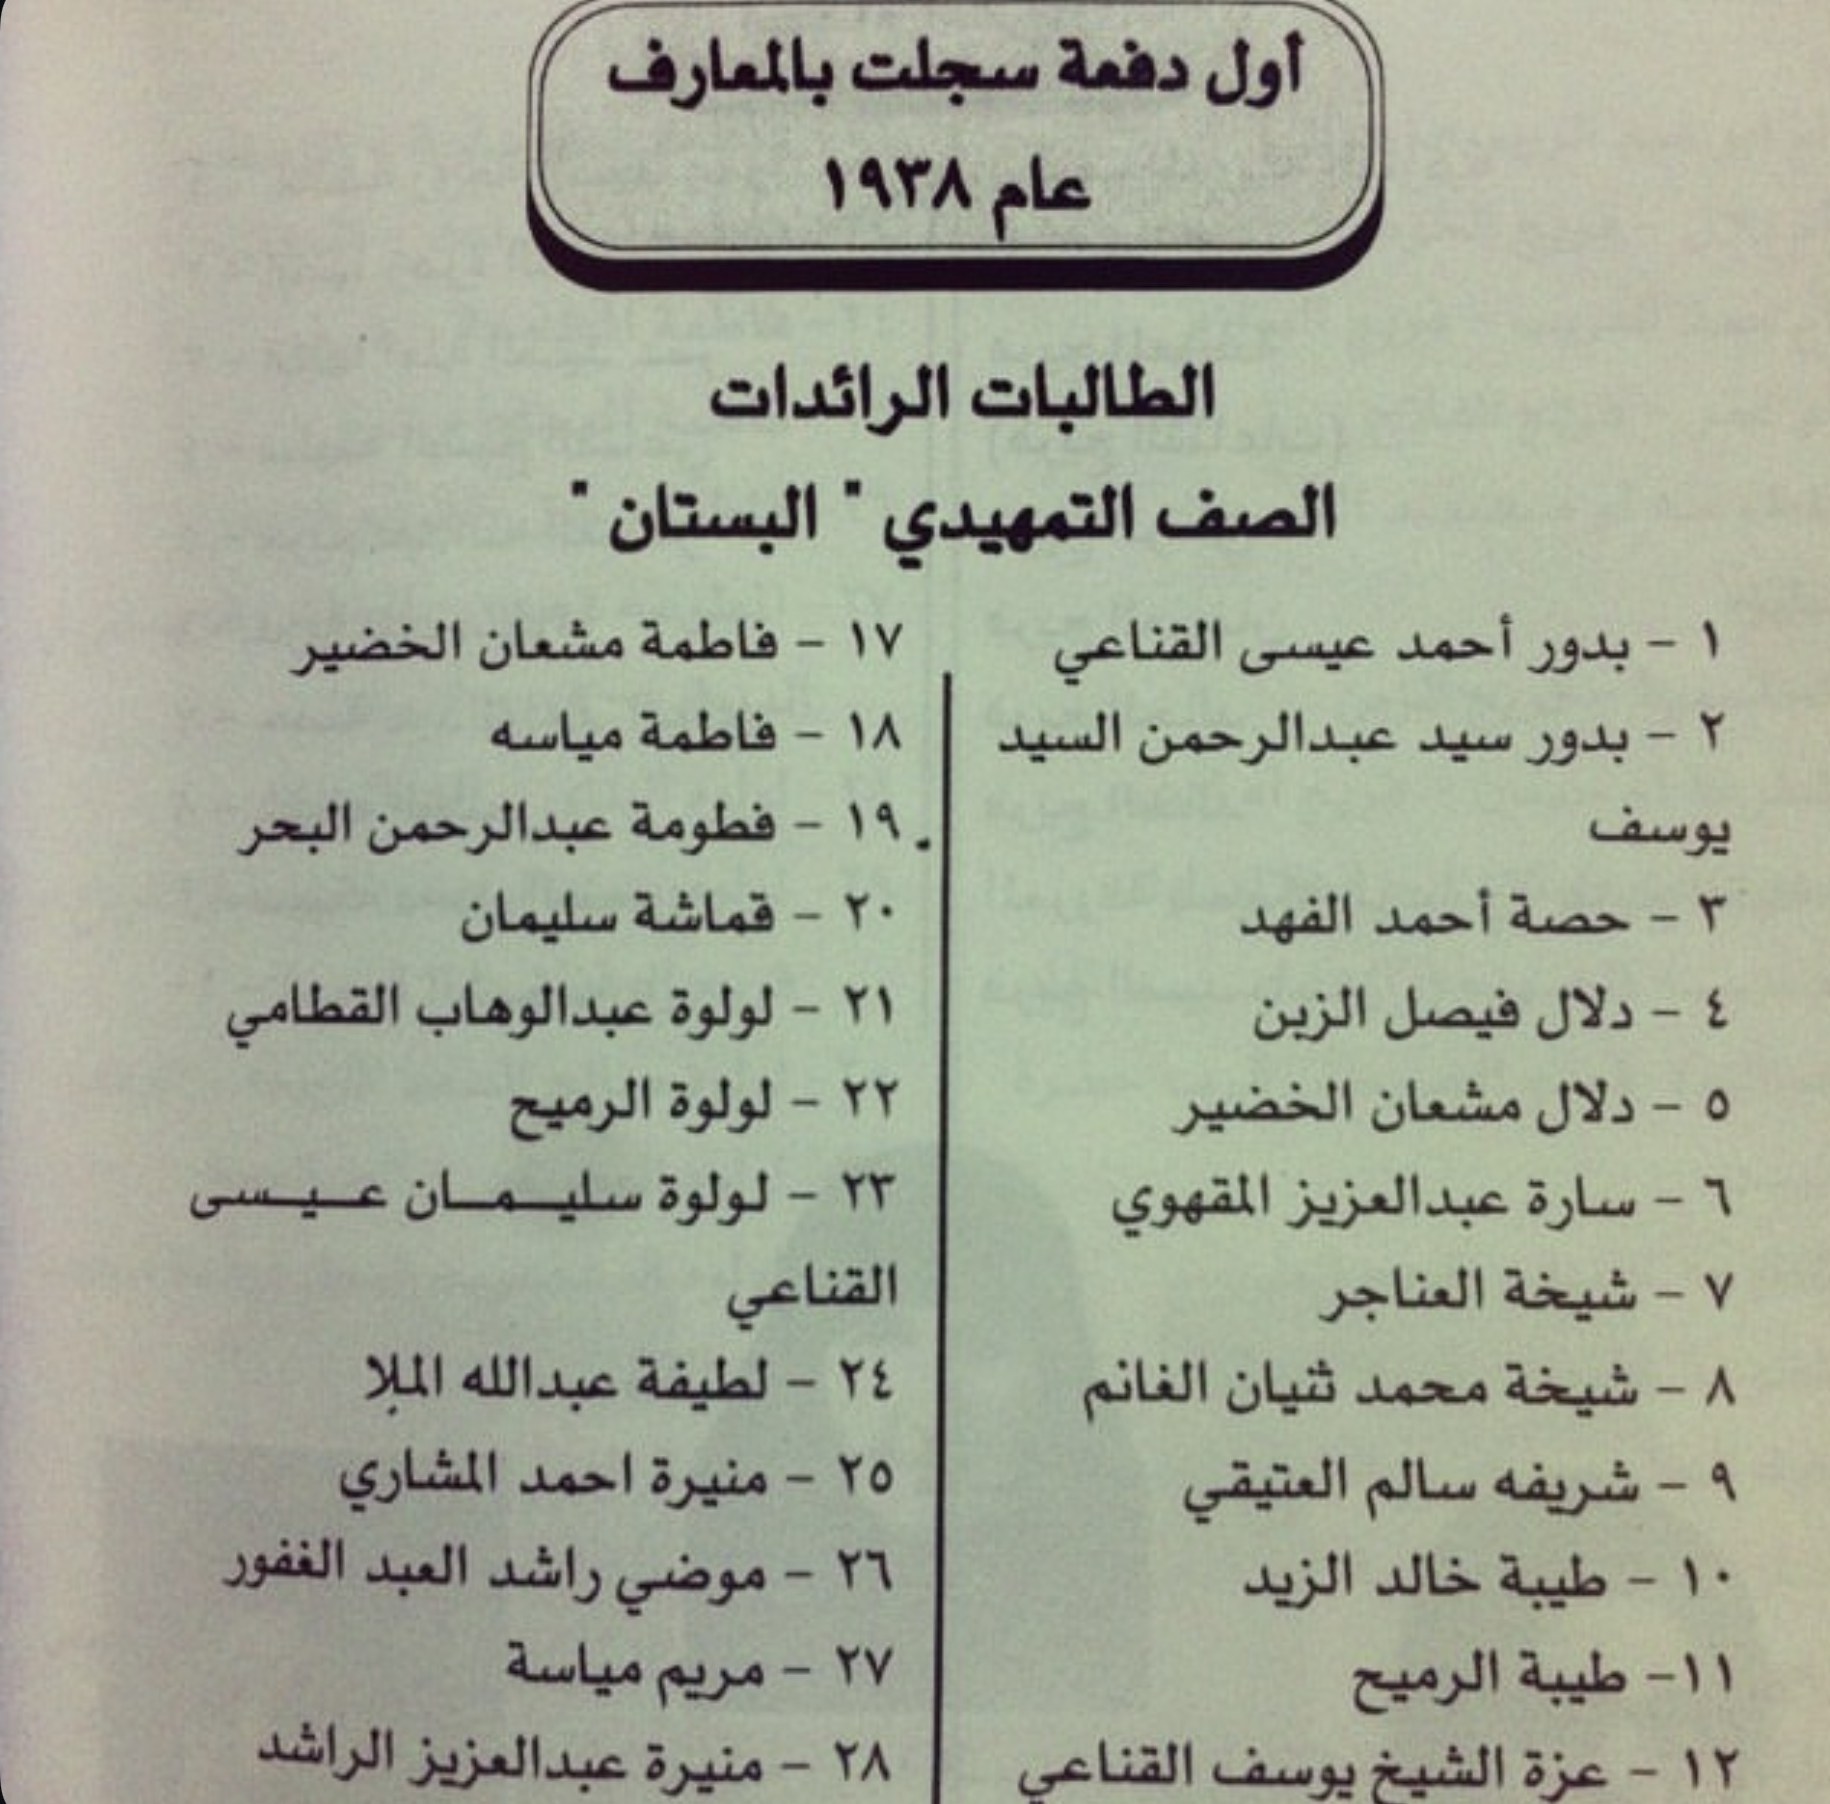 أول دفعة سجلت بالمعارف
عام ١٩٣٨
الطالبات الرائدات
الصف التمهيدي " البستان "
١ - بدور أحمد عيسى القناعي
٢ - بدور سيد عبدالرحمن السيد
يوسف
٣ - حصة أحمد الفهد
٤ - دلال فيصل الزبن
٥ - دلال مشعان الخضير
٦ - سارة عبدالعزيز المقهوي
٧ - شيخة العناجر
٨ - شيخة محمد ثنيان الغانم
٩ - شريفه سالم العتيقي
١٠ - طيبة خالد الزيد
١١- طيبة الرميح
١٢ - عزة الشيخ يوسف القناعي
١٧ - فاطمة مشعان الخضير
١٨ - فاطمة مياسه
١٩ - فطومة عبدالرحمن البحر
٢٠ - قماشة سليمان
٢١ - لولوة عبدالوهاب القطامي
٢٢ - لولوة الرميح
٢٣ - لولوة سليمان عيسى
القناعي
٢٤ - لطيفة عبدالله الملا
٢٥ - منيرة احمد المشاري
٢٦ - موضي راشد العبد الغفور
٢٧ - مريم مياسة
٢٨ - منيرة عبدالعزيز الراشد